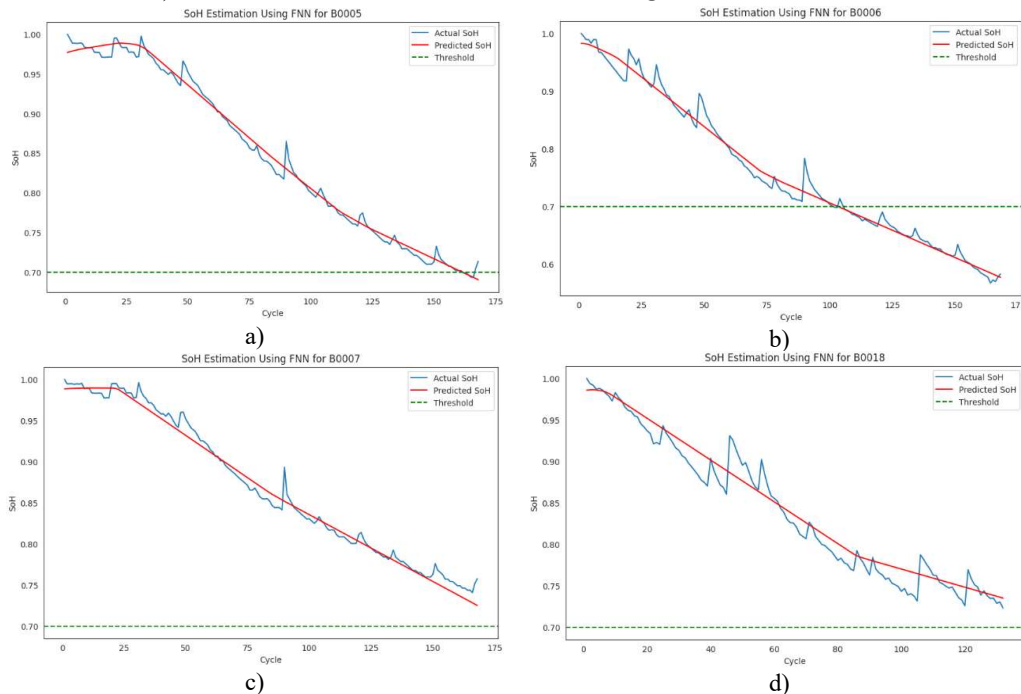 SoH Estimation Using FNN for B0005
Actual SoH
Predicted SoH
Threshold
1.00
0.95
0.90
0.85
0.80
0.75
0.70
SoH
0
25
50
75
100
125
150
175
Cycle
a)
SoH Estimation Using FNN for B0006
Actual SoH
Predicted SoH
Threshold
1.0
0.9
0.8
0.7
0.6
SoH
0
25
50
75
100
125
150
Cycle
b)
SoH Estimation Using FNN for B0007
Actual SoH
Predicted SoH
Threshold
1.00
0.95
0.90
0.85
0.80
0.75
0.70
SoH
0
25
50
75
100
125
150
175
Cycle
c)
SoH Estimation Using FNN for B0018
Actual SoH
Predicted SoH
Threshold
1.00
0.95
0.90
0.85
0.80
0.75
0.70
SoH
0
20
40
60
80
100
120
Cycle
d)